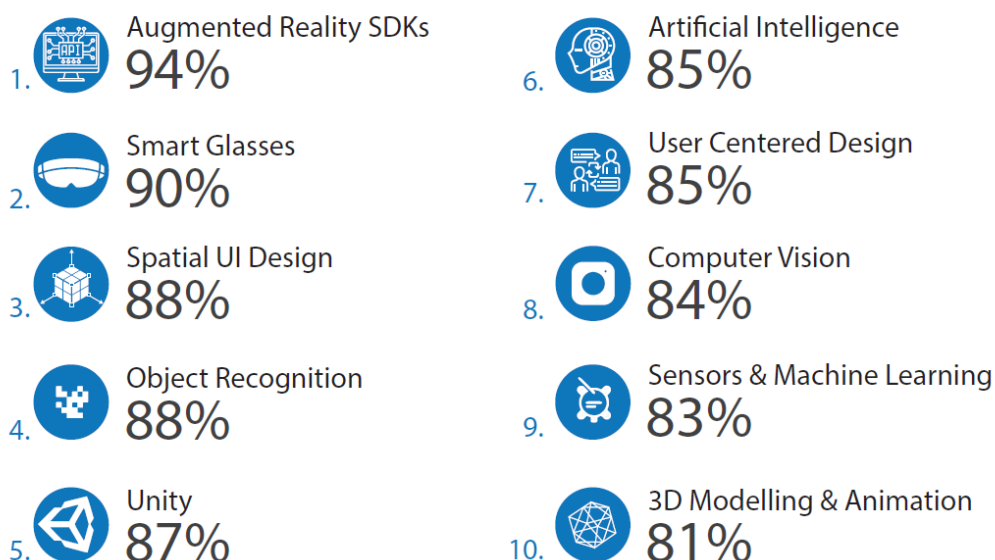 Augmented Reality SDKs
1. 94%
API
Smart Glasses
2. 90%
Spatial UI Design
3. 88%
Object Recognition
4. 88%
Unity
5. 87%
Artificial Intelligence
6. 85%
User Centered Design
7. 85%
Computer Vision
8. 84%
Sensors & Machine Learning
9. 83%
3D Modelling & Animation
10. 81%